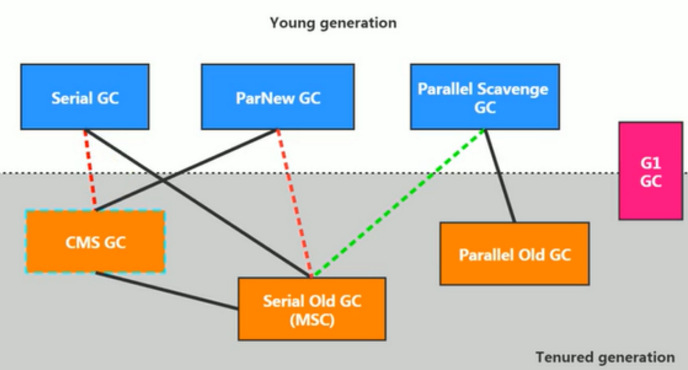 Young generation
Serial GC
ParNew GC
Parallel Scavenge
GC
G1
GC
CMS GC
Parallel Old GC
Serial Old GC
(MSC)
Tenured generation